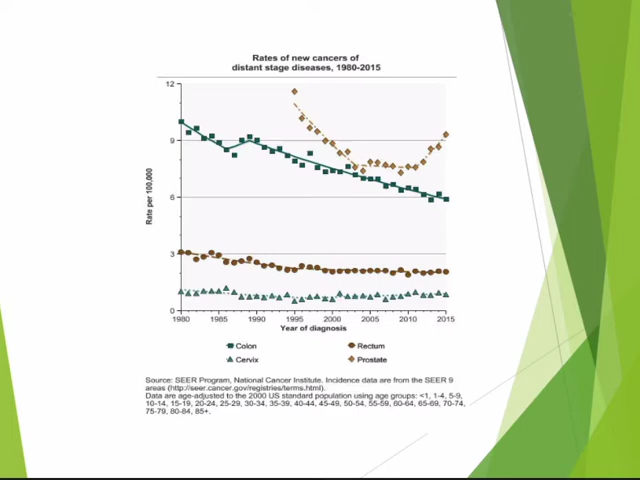 Rates of new cancers of
distant stage diseases, 1980-2015
12
9
6
3
0
Rate per 100,000
1980 1985 1990 1995 2000 2005 2010 2015
Year of diagnosis
Colon Rectum
Cervix Prostate
Source: SEER Program, National Cancer Institute. Incidence data are from the SEER 9
areas (http://seer.cancer.gov/registries/terms.html).
Data are age-adjusted to the 2000 US standard population using age groups: <1, 1-4, 5-9,
10-14, 15-19, 20-24, 25-29, 30-34, 35-39, 40-44, 45-49, 50-54, 55-59, 60-64, 65-69, 70-74,
75-79, 80-84, 85+.